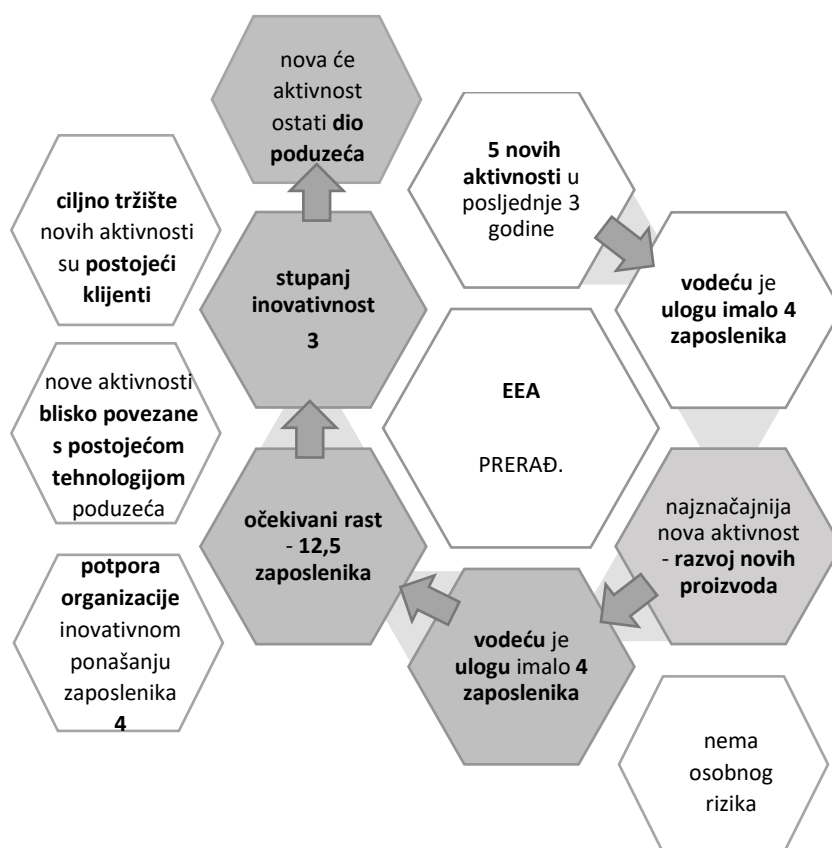 nova će
aktivnost
ostati dio
poduzeća
5 novih
aktivnosti u
posljednje 3
godine
ciljno tržište
novih aktivnosti
su postojeći
klijenti
stupanj
inovativnost
3
vodeću je
ulogu imalo 4
zaposlenika
EEA
PRERAĐ.
nove aktivnosti
blisko povezane
s postojećom
tehnologijom
poduzeća
očekivani rast
- 12,5
zaposlenika
najznačajnija
nova aktivnost
- razvoj novih
proizvoda
potpora
organizacije
inovativnom
ponašanju
zaposlenika
4
vodeću je
ulogu imalo 4
zaposlenika
nema
osobnog
rizika